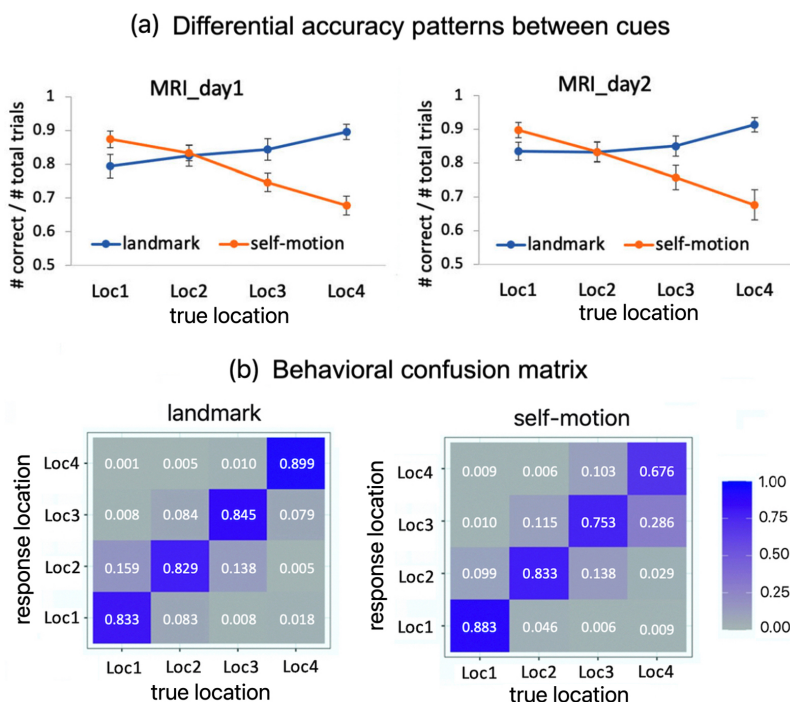 (a) Differential accuracy patterns between cues
MRI_day1
# correct / # total trials
1
0.9
0.8
0.7
0.6
0.5
landmark self-motion
Loc1 Loc2 Loc3 Loc4
true location
MRI_day2
# correct / # total trials
1
0.9
0.8
0.7
0.6
0.5
landmark self-motion
Loc1 Loc2 Loc3 Loc4
true location
(b) Behavioral confusion matrix
landmark
response location
Loc4 0.001 0.005 0.010 0.899
Loc3 0.008 0.084 0.845 0.079
Loc2 0.159 0.829 0.138 0.005
Loc1 0.833 0.083 0.008 0.018
Loc1 Loc2 Loc3 Loc4
true location
self-motion
response location
Loc4 0.009 0.006 0.103 0.676
Loc3 0.010 0.115 0.753 0.286
Loc2 0.099 0.833 0.138 0.029
Loc1 0.883 0.046 0.006 0.009
Loc1 Loc2 Loc3 Loc4
true location
1.00
0.75
0.50
0.25
0.00